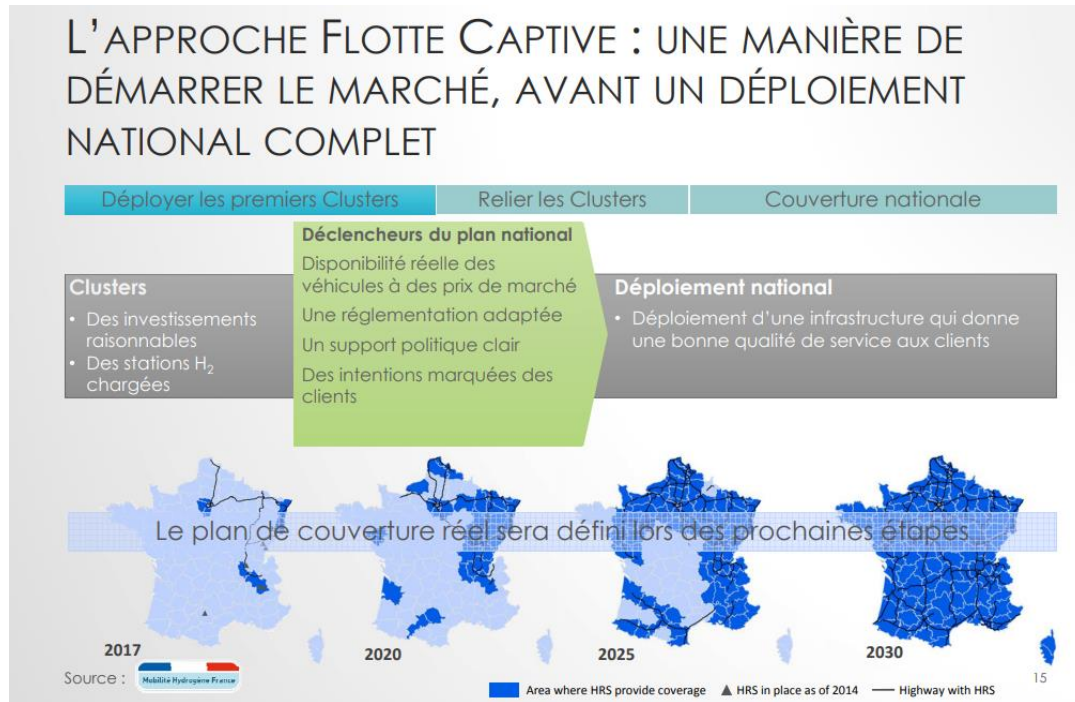 L'APPROCHE FLOTTE CAPTIVE : UNE MANIÈRE DE
DÉMARRER LE MARCHÉ, AVANT UN DÉPLOIEMENT
NATIONAL COMPLET
Déployer les premiers Clusters
Relier les Clusters
Couverture nationale
Clusters
• Des investissements
raisonnables
• Des stations H₂
chargées
Déclencheurs du plan national
Disponibilité réelle des
véhicules à des prix de marché
Une réglementation adaptée
Un support politique clair
Des intentions marquées des
clients
Déploiement national
• Déploiement d'une infrastructure qui donne
une bonne qualité de service aux clients
Le plan de couverture réel sera défini lors des prochaines étapes
2017
2020
2025
2030
Source :
Mobilité Hydrogène France
15
Area where HRS provide coverage
HRS in place as of 2014
Highway with HRS